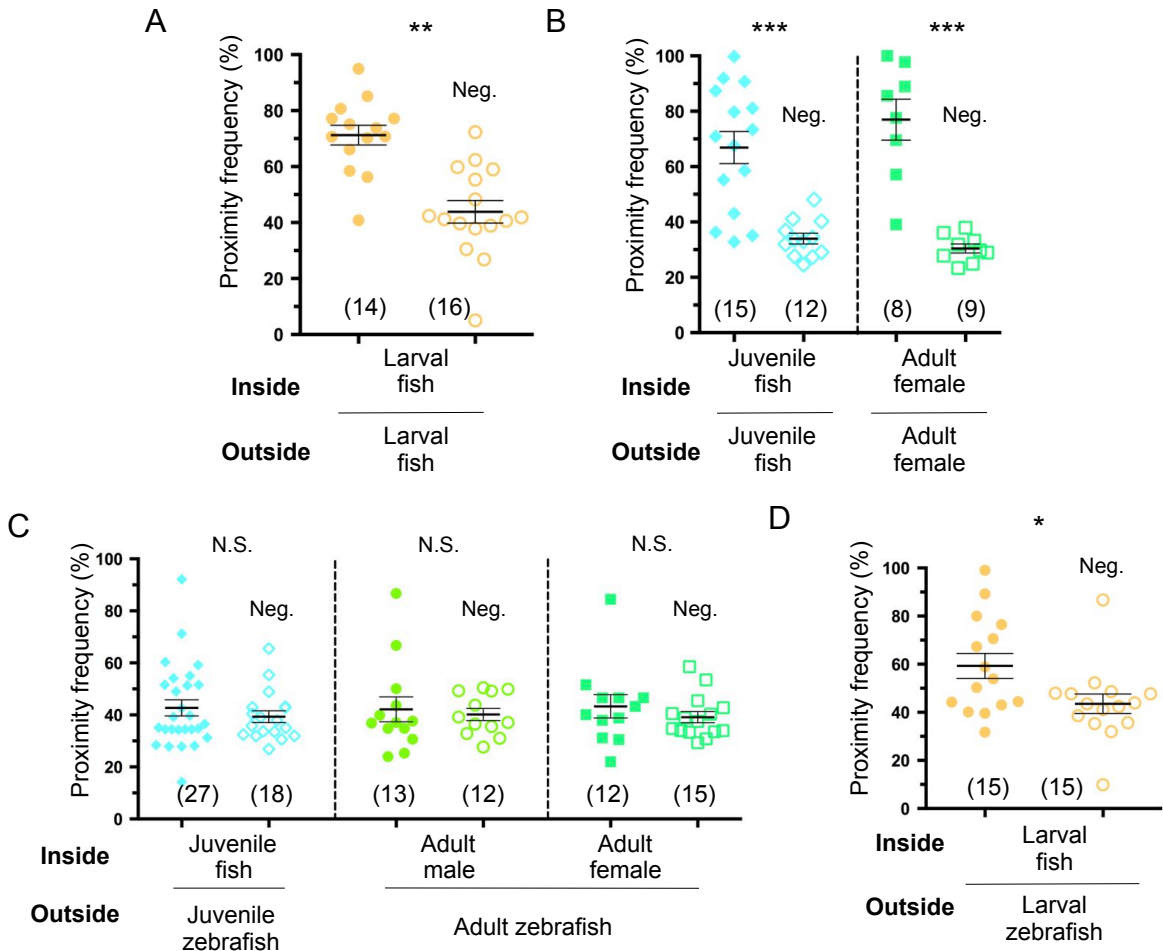 A
**
Proximity frequency (%)
100
80
60
40
20
0
Neg.
(14) (16)
Inside
Larval
fish
Outside
Larval
fish
B
*** ***
Proximity frequency (%)
100
80
60
40
20
0
Neg. Neg.
(15) (12) (8) (9)
Juvenile
fish
Adult
female
Juvenile
fish
Adult
female
C
N.S. N.S. N.S.
Proximity frequency (%)
100
80
60
40
20
0
Neg. Neg. Neg.
(27) (18) (13) (12) (12) (15)
Inside
Juvenile
fish
Adult
male
Adult
female
Outside
Juvenile
zebrafish
Adult zebrafish
D
*
Proximity frequency (%)
100
80
60
40
20
0
Neg.
(15) (15)
Inside
Larval
fish
Outside
Larval
zebrafish